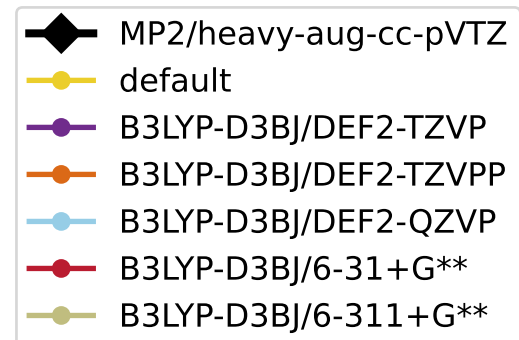 MP2/heavy-aug-cc-pVTZ
default
B3LYP-D3BJ/DEF2-TZVP
B3LYP-D3BJ/DEF2-TZVPP
B3LYP-D3BJ/DEF2-QZVP
B3LYP-D3BJ/6-31+G**
B3LYP-D3BJ/6-311+G**